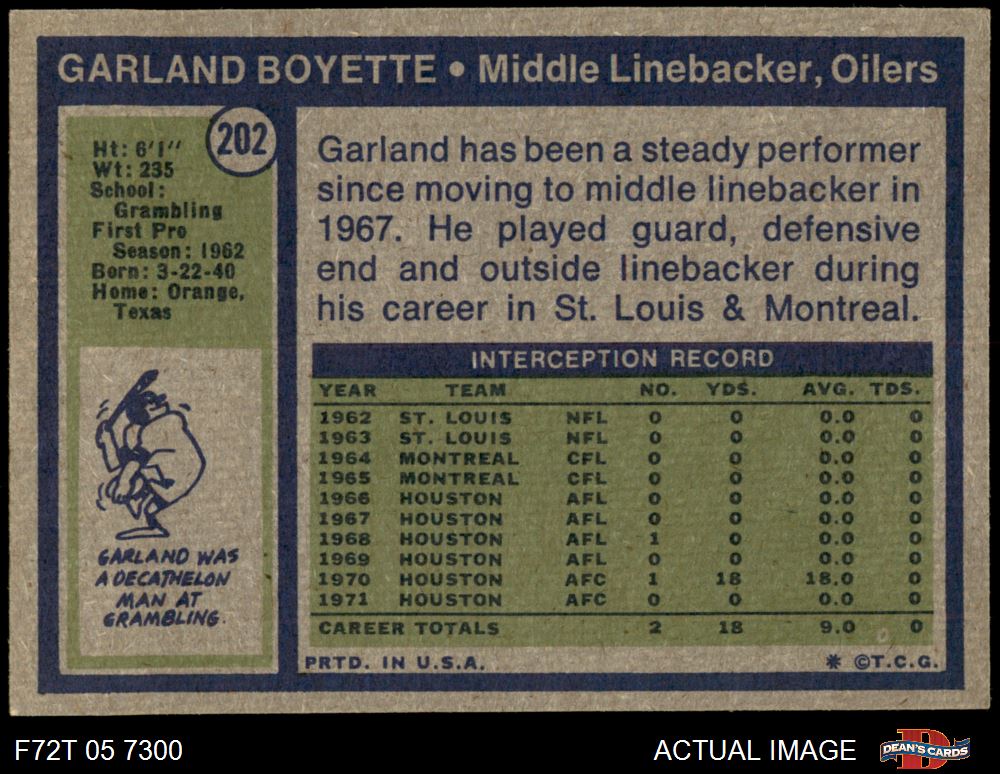 GARLAND BOYETTE • Middle Linebacker, Oilers
202
Ht: 6'1"
Wt: 235
School:
Grambling
First Pro
Season: 1962
Born: 3-22-40
Home: Orange,
Texas
GARLAND WAS
A DECATHELON
MAN AT
GRAMBLING.
Garland has been a steady performer
since moving to middle linebacker in
1967. He played guard, defensive
end and outside linebacker during
his career in St. Louis & Montreal.
INTERCEPTION RECORD
YEAR TEAM NO. YDS. AVG. TDS.
1962 ST. LOUIS NFL 0 0 0.0 0
1963 ST. LOUIS NFL 0 0 0.0 0
1964 MONTREAL CFL 0 0 0.0 0
1965 MONTREAL CFL 0 0 0.0 0
1966 HOUSTON AFL 0 0 0.0 0
1967 HOUSTON AFL 0 0 0.0 0
1968 HOUSTON AFL 1 0 0.0 0
1969 HOUSTON AFL 0 0 0.0 0
1970 HOUSTON AFC 1 18 18.0 0
1971 HOUSTON AFC 0 0 0.0 0
CAREER TOTALS 2 18 9.0 0
PRTD. IN U.S.A. * ©T.C.G.
F72T 05 7300 ACTUAL IMAGE DEAN'S CARDS